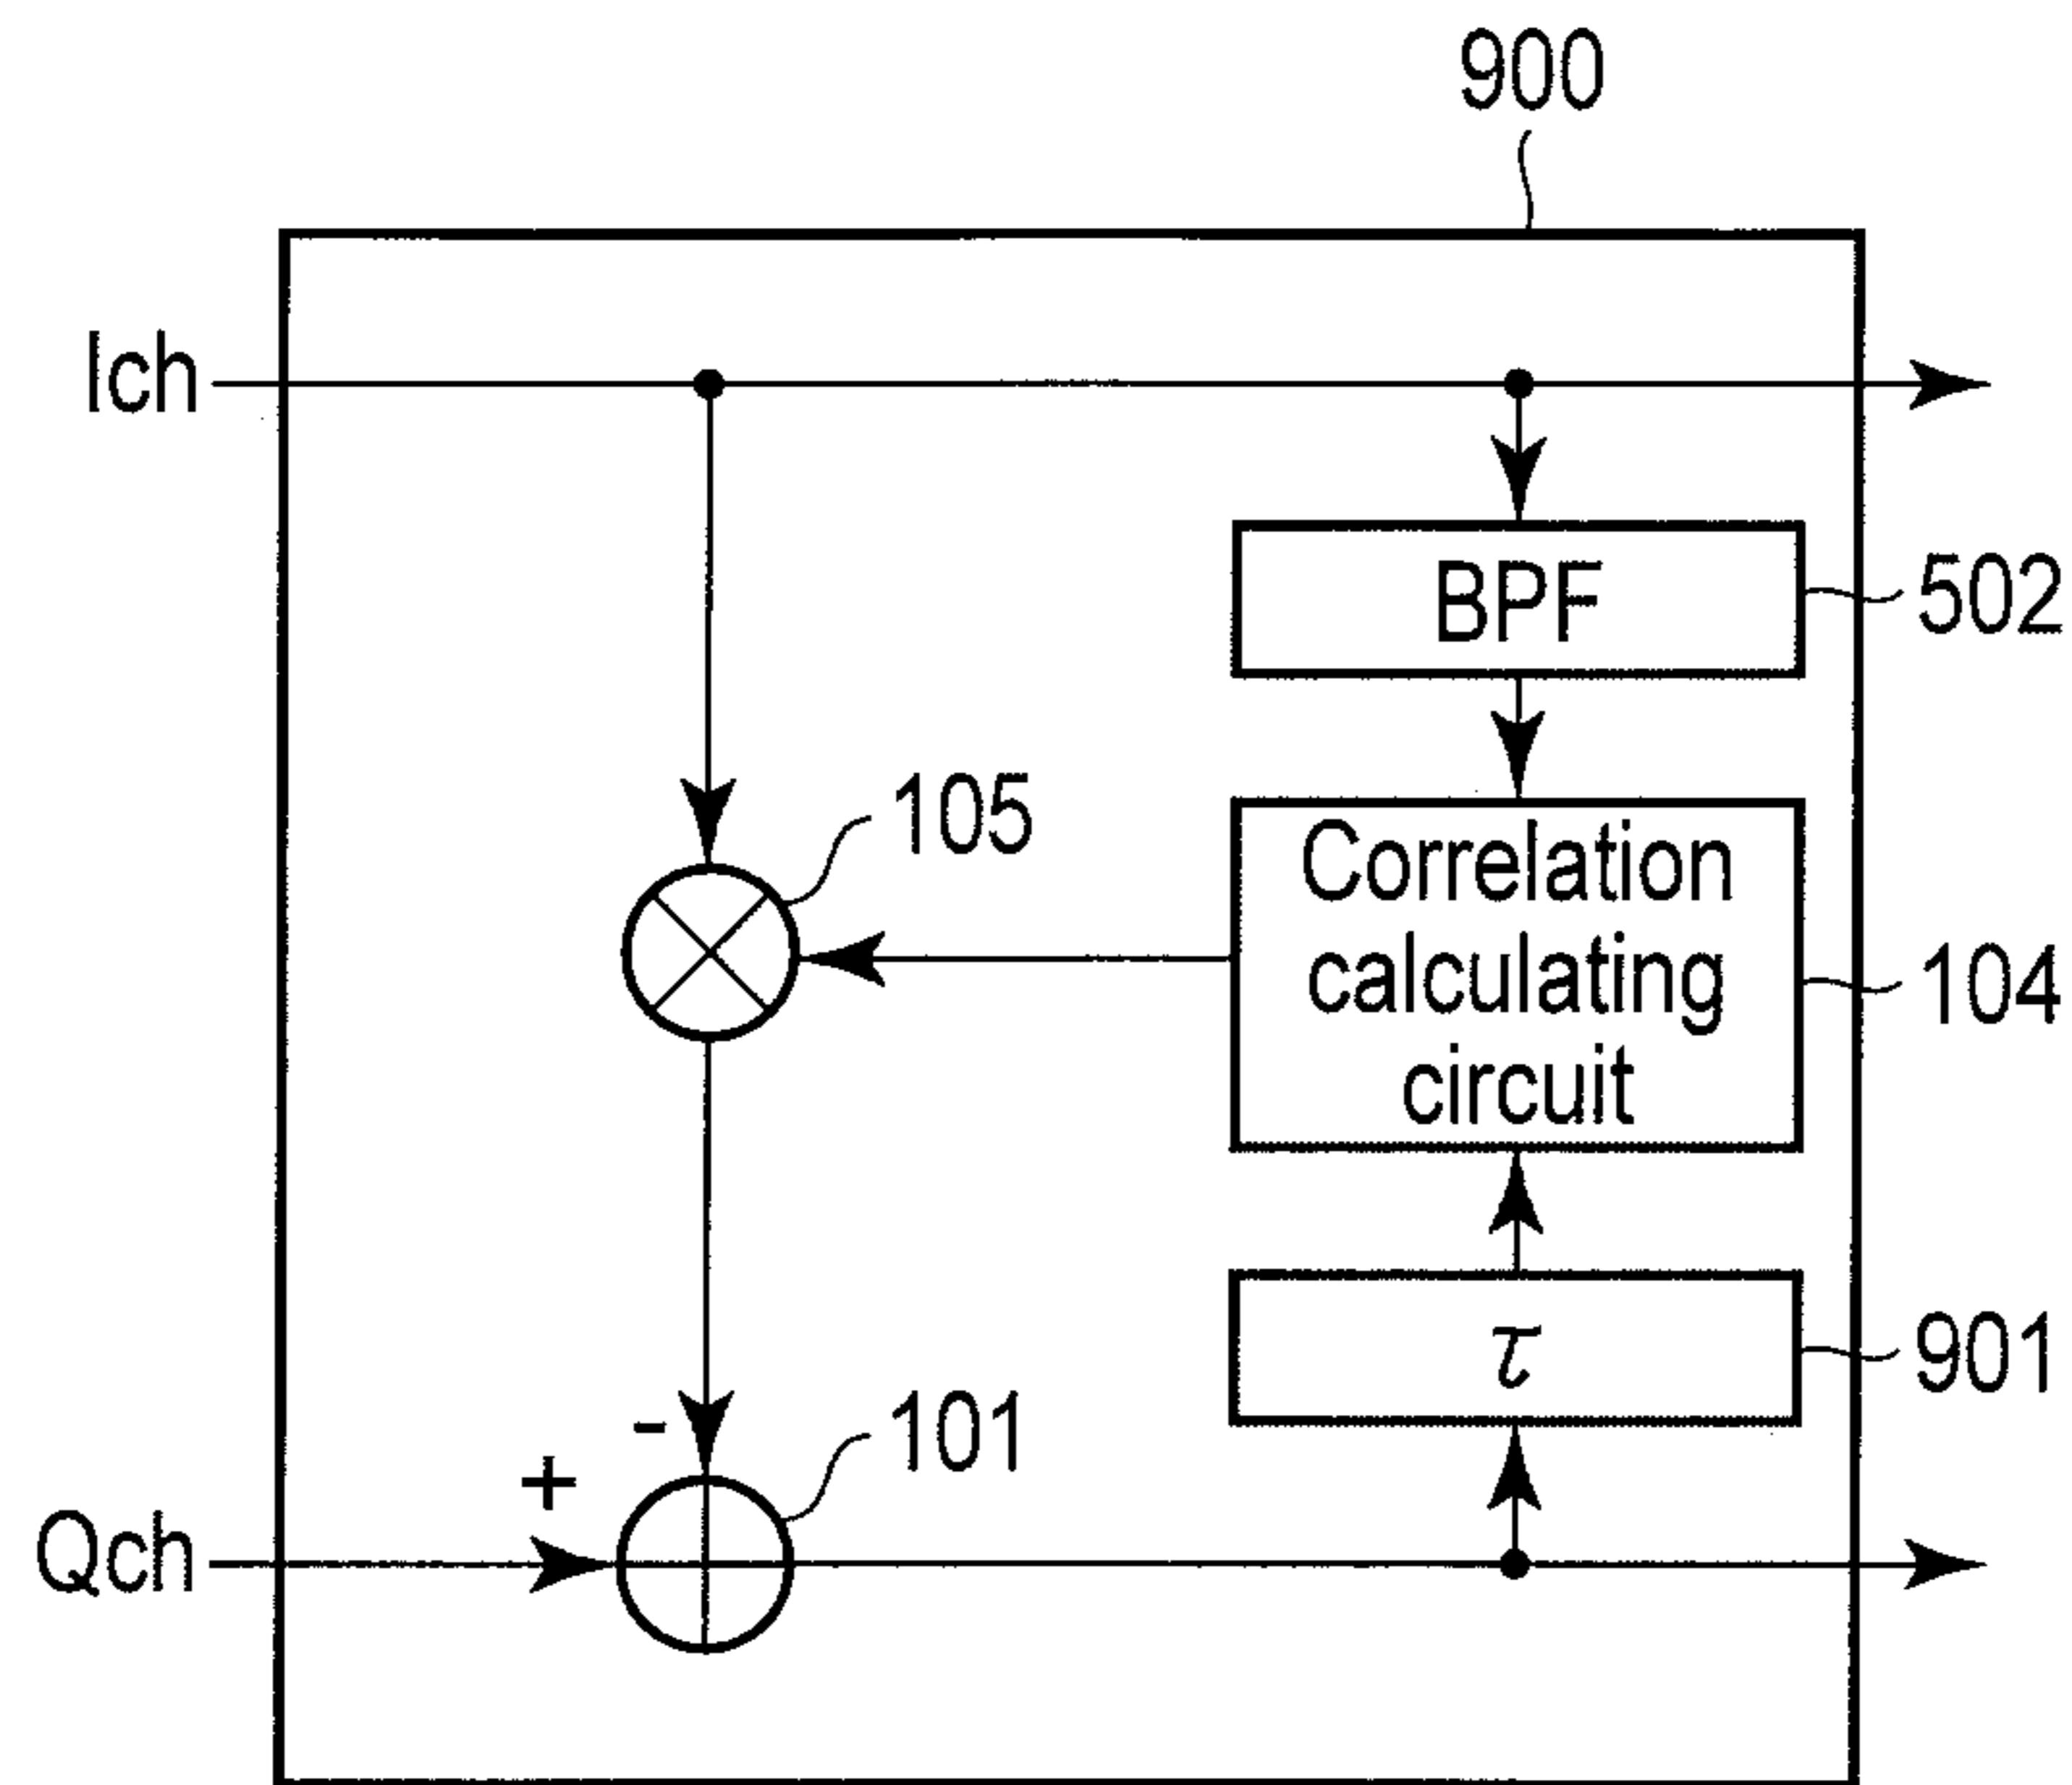 900
Ich
BPF
502
105
Correlation
calculating
circuit
104
τ
901
-
101
+
Qch